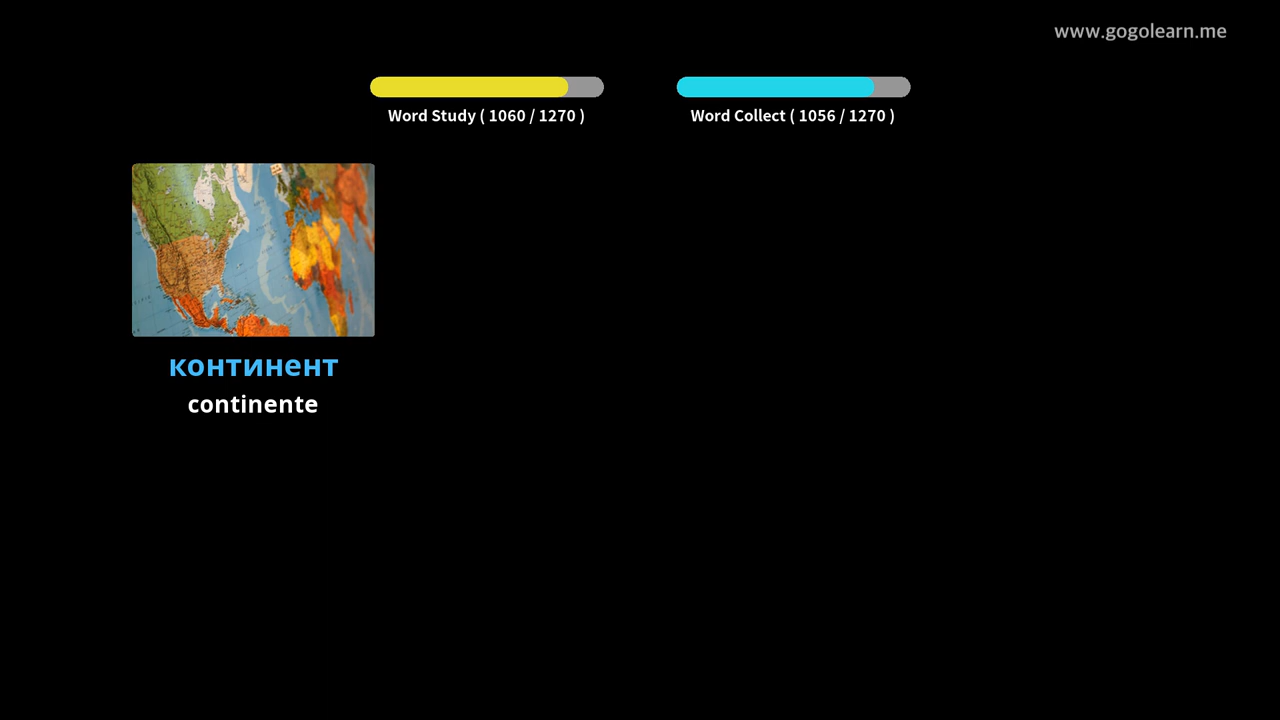 www.gogolearn.me
Word Study ( 1060 / 1270 )
Word Collect ( 1056 / 1270 )
континент
continente